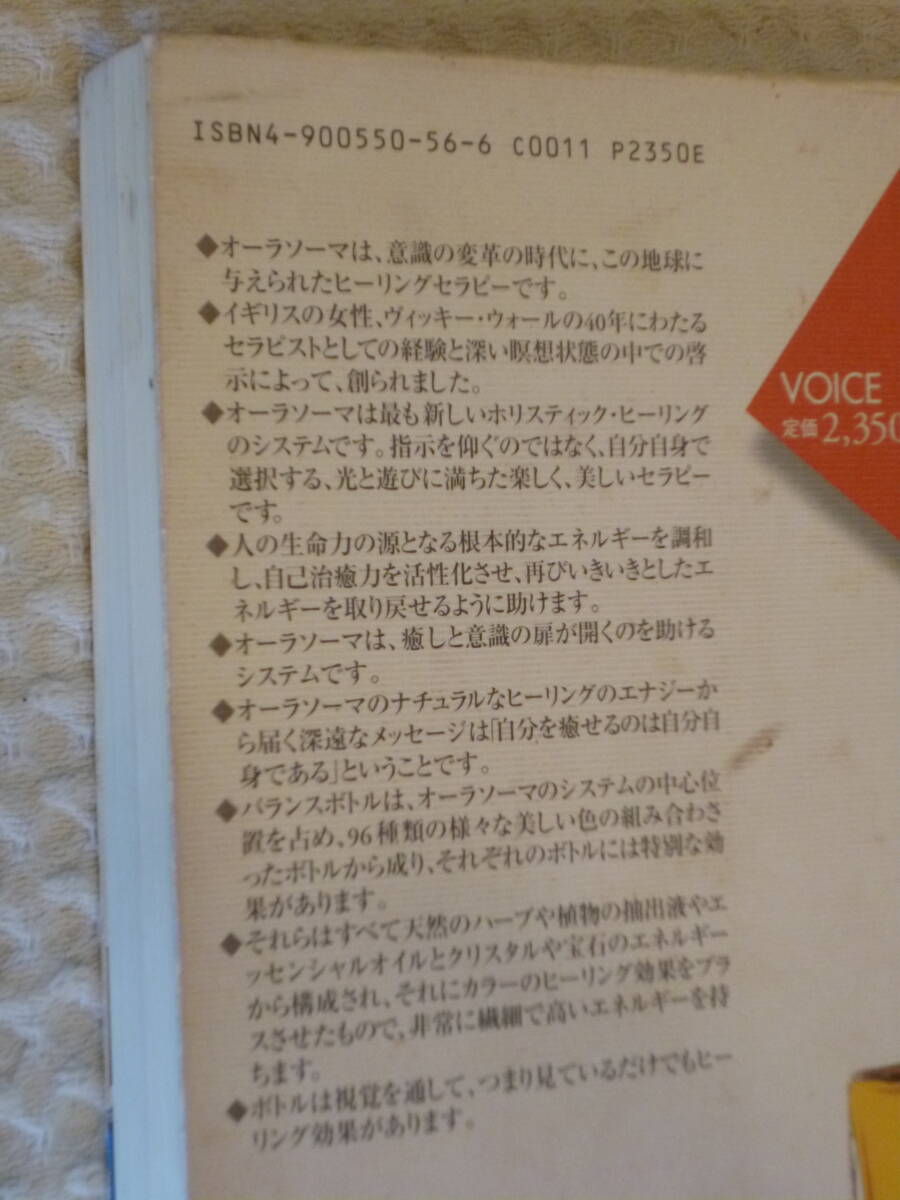 ISBN4-900550-56-6 C0011 P2350E
◆オーラソーマは、意識の変革の時代に、この地球に
与えられたヒーリングセラピーです。
◆イギリスの女性、ヴィッキー・ウォールの40年にわたる
セラピストとしての経験と深い瞑想状態の中での啓
示によって、創られました。
◆オーラソーマは最も新しいホリスティック・ヒーリング
のシステムです。指示を仰ぐのではなく、自分自身で
選択する、光と遊びに満ちた楽しく、美しいセラピー
です。
◆人の生命力の源となる根本的なエネルギーを調和
し、自己治癒力を活性化させ、再びいきいきとしたエ
ネルギーを取り戻せるように助けます。
◆オーラソーマは、癒しと意識の扉が開くのを助ける
システムです。
◆オーラソーマのナチュラルなヒーリングのエナジーか
ら届く深遠なメッセージは「自分を癒せるのは自分自
身である」ということです。
◆バランスボトルは、オーラソーマのシステムの中心位
置を占め、96種類の様々な美しい色の組み合わさ
ったボトルから成り、それぞれのボトルには特別な効
果があります。
◆それらはすべて天然のハーブや植物の抽出液やエ
ッセンシャルオイルとクリスタルや宝石のエネルギー
から構成され、それにカラーのヒーリング効果をプラ
スさせたもので、非常に繊細で高いエネルギーを持
ちます。
◆ボトルは視覚を通して、つまり見ているだけでもヒー
リング効果があります。
VOICE
定価2,350